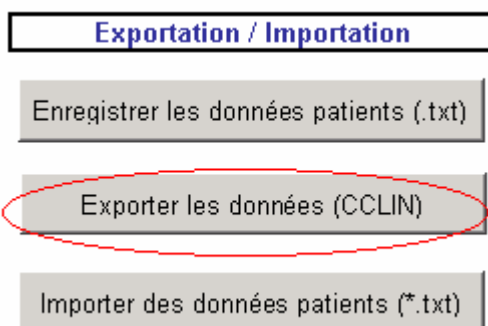 Exportation / Importation
Enregistrer les données patients (.txt)
Exporter les données (CCLIN)
Importer des données patients (*.txt)